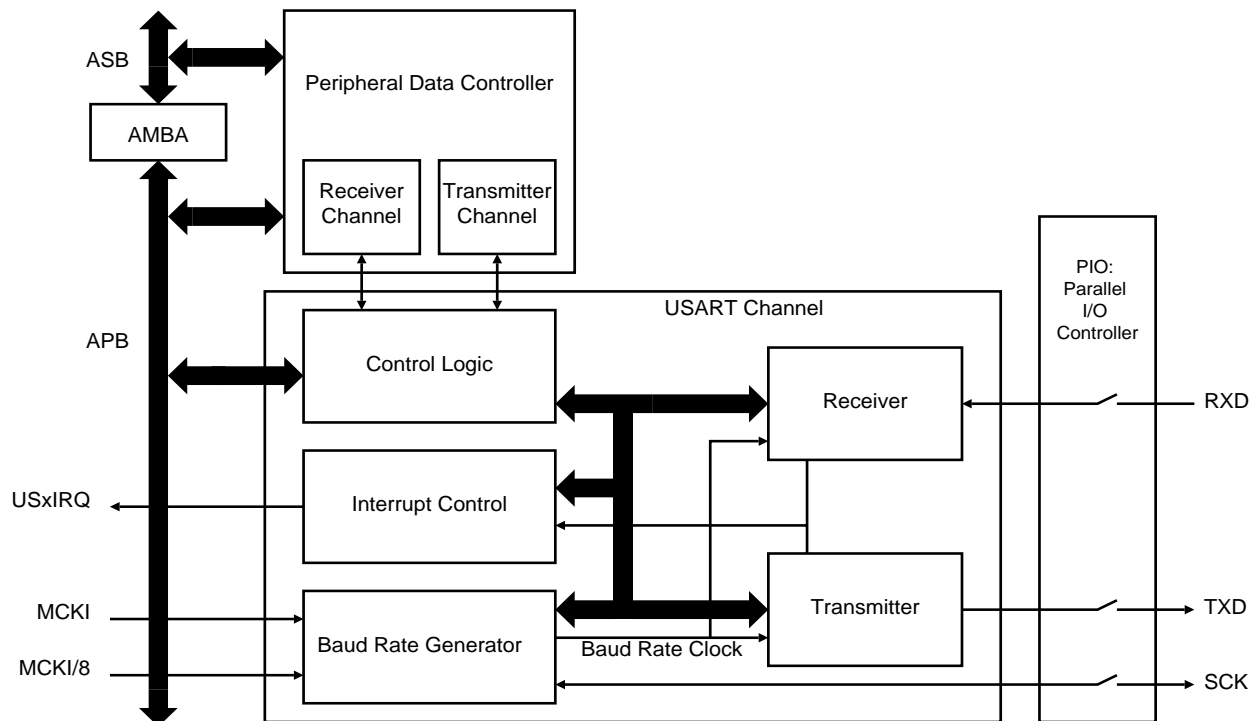 ASB
Peripheral Data Controller
AMBA
Receiver
Channel
Transmitter
Channel
PIO:
Parallel
I/O
Controller
USART Channel
APB
Control Logic
Receiver
RXD
USxIRQ
Interrupt Control
MCKI
Transmitter
TXD
Baud Rate Generator
Baud Rate Clock
MCKI/8
SCK